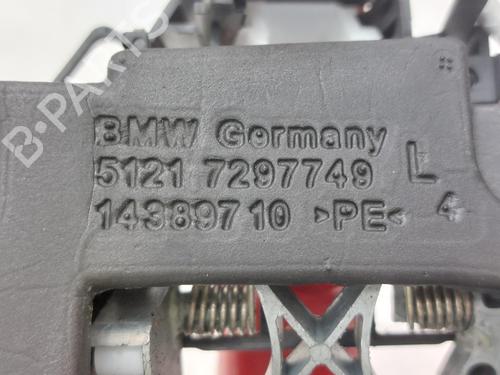 BMW Germany
5121 7297749 L
14389710 >PE< 4
B-PARTS